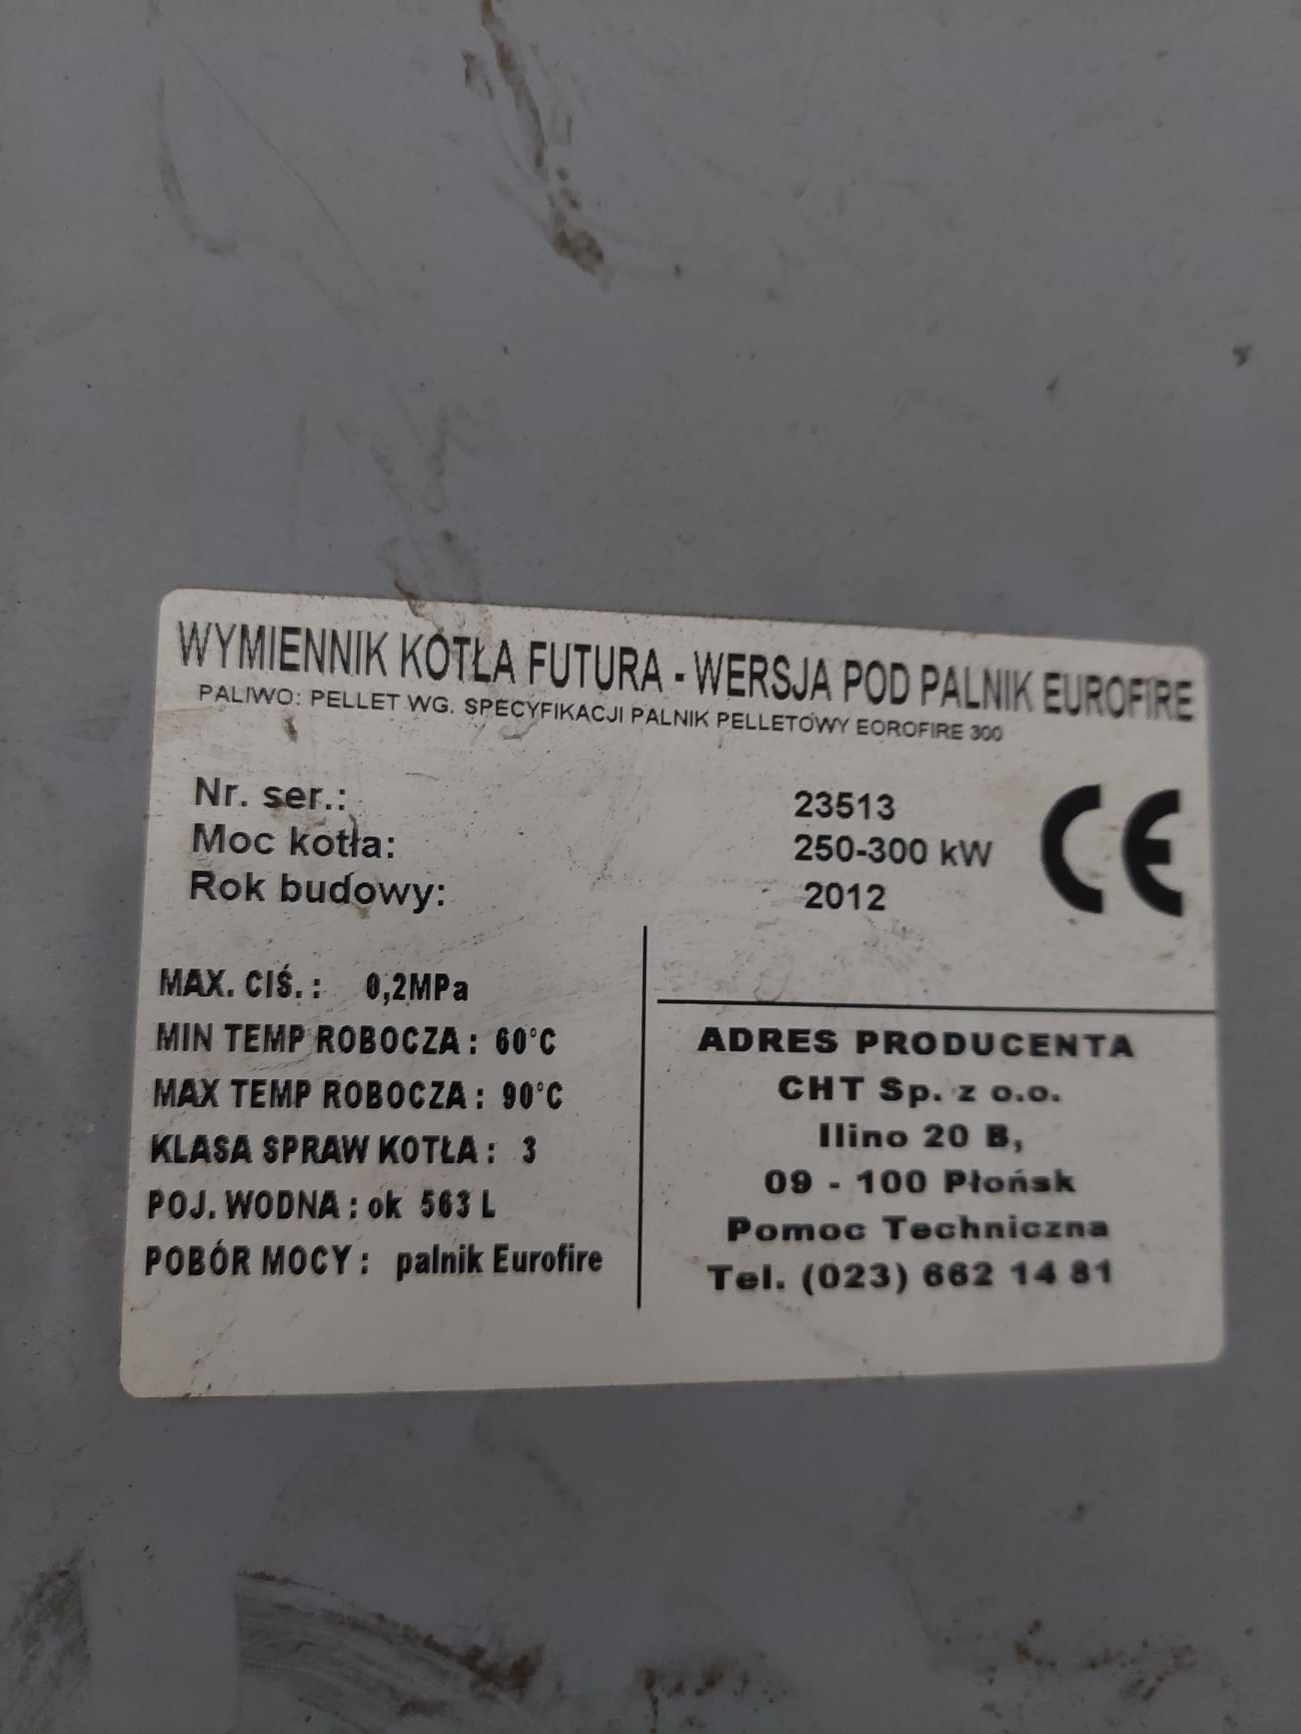 WYMIENNIK KOTŁA FUTURA - WERSJA POD PALNIK EUROFIRE
PALIWO: PELLET WG. SPECYFIKACJI PALNIK PELLETOWY EOROFIRE 300
Nr. ser.: 23513
Moc kotła: 250-300 kW
Rok budowy: 2012
CE
MAX. CIŚ. : 0,2MPa
MIN TEMP ROBOCZA : 60°C
MAX TEMP ROBOCZA : 90°C
KLASA SPRAW KOTŁA : 3
POJ. WODNA : ok 563 L
POBÓR MOCY : palnik Eurofire
ADRES PRODUCENTA
CHT Sp. z o.o.
Ilino 20 B,
09 - 100 Płońsk
Pomoc Techniczna
Tel. (023) 662 14 81